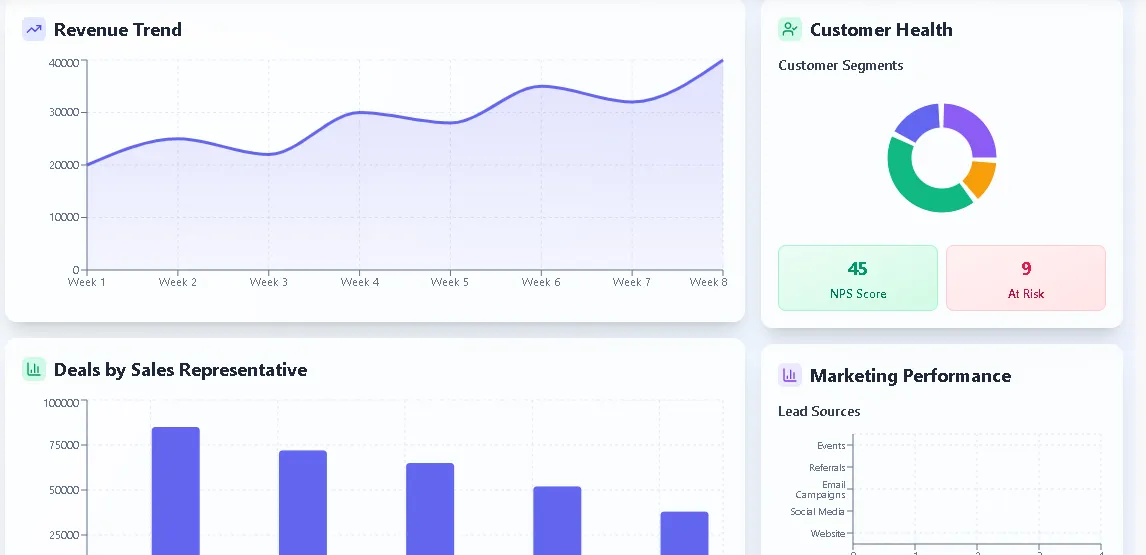 Revenue Trend
40000
30000
20000
10000
0
Week 1 Week 2 Week 3 Week 4 Week 5 Week 6 Week 7 Week 8
Customer Health
Customer Segments
45
NPS Score
9
At Risk
Deals by Sales Representative
100000
75000
50000
25000
Marketing Performance
Lead Sources
Events
Referrals
Email
Campaigns
Social Media
Website